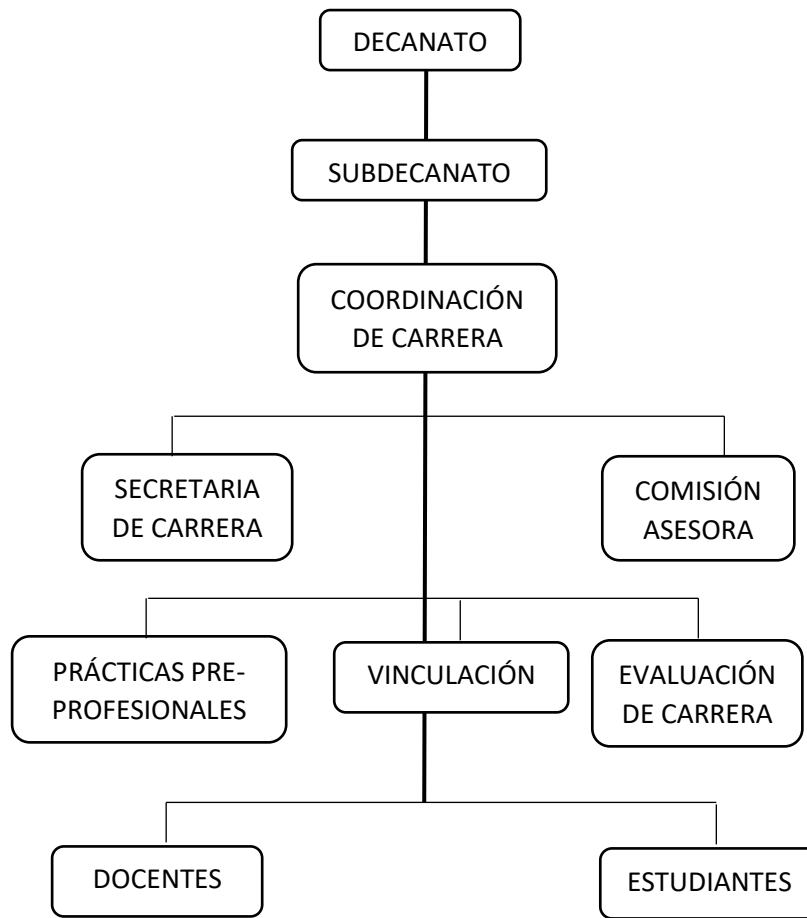 DECANATO
SUBDECANATO
COORDINACIÓN
DE CARRERA
SECRETARIA
DE CARRERA
COMISIÓN
ASESORA
PRÁCTICAS PRE-
PROFESIONALES
VINCULACIÓN
EVALUACIÓN
DE CARRERA
DOCENTES
ESTUDIANTES